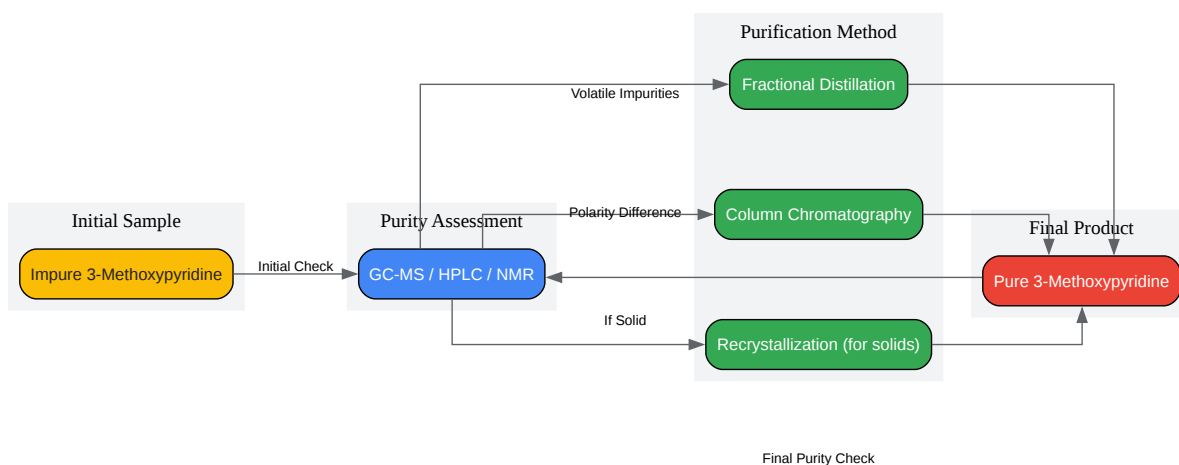 Purification Method
Fractional Distillation
Volatile Impurities
Initial Sample
Purity Assessment
Polarity Difference
Column Chromatography
Final Product
Impure 3-Methoxypyridine
Initial Check
GC-MS / HPLC / NMR
Pure 3-Methoxypyridine
If Solid
Recrystallization (for solids)
Final Purity Check